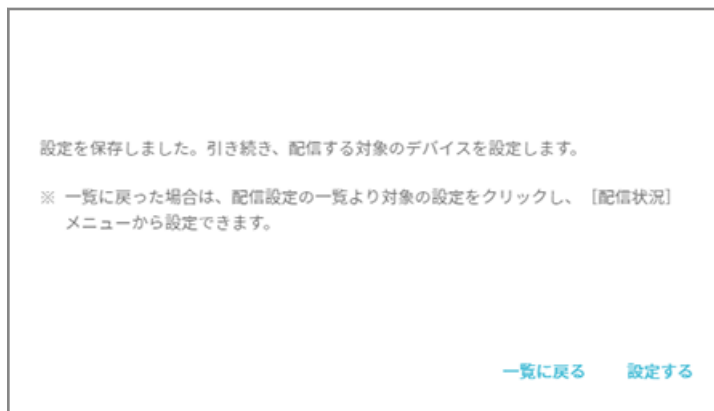 設定を保存しました。引き続き、配信する対象のデバイスを設定します。
※ 一覧に戻った場合は、配信設定の一覧より対象の設定をクリックし、［配信状況］
メニューから設定できます。
一覧に戻る 設定する